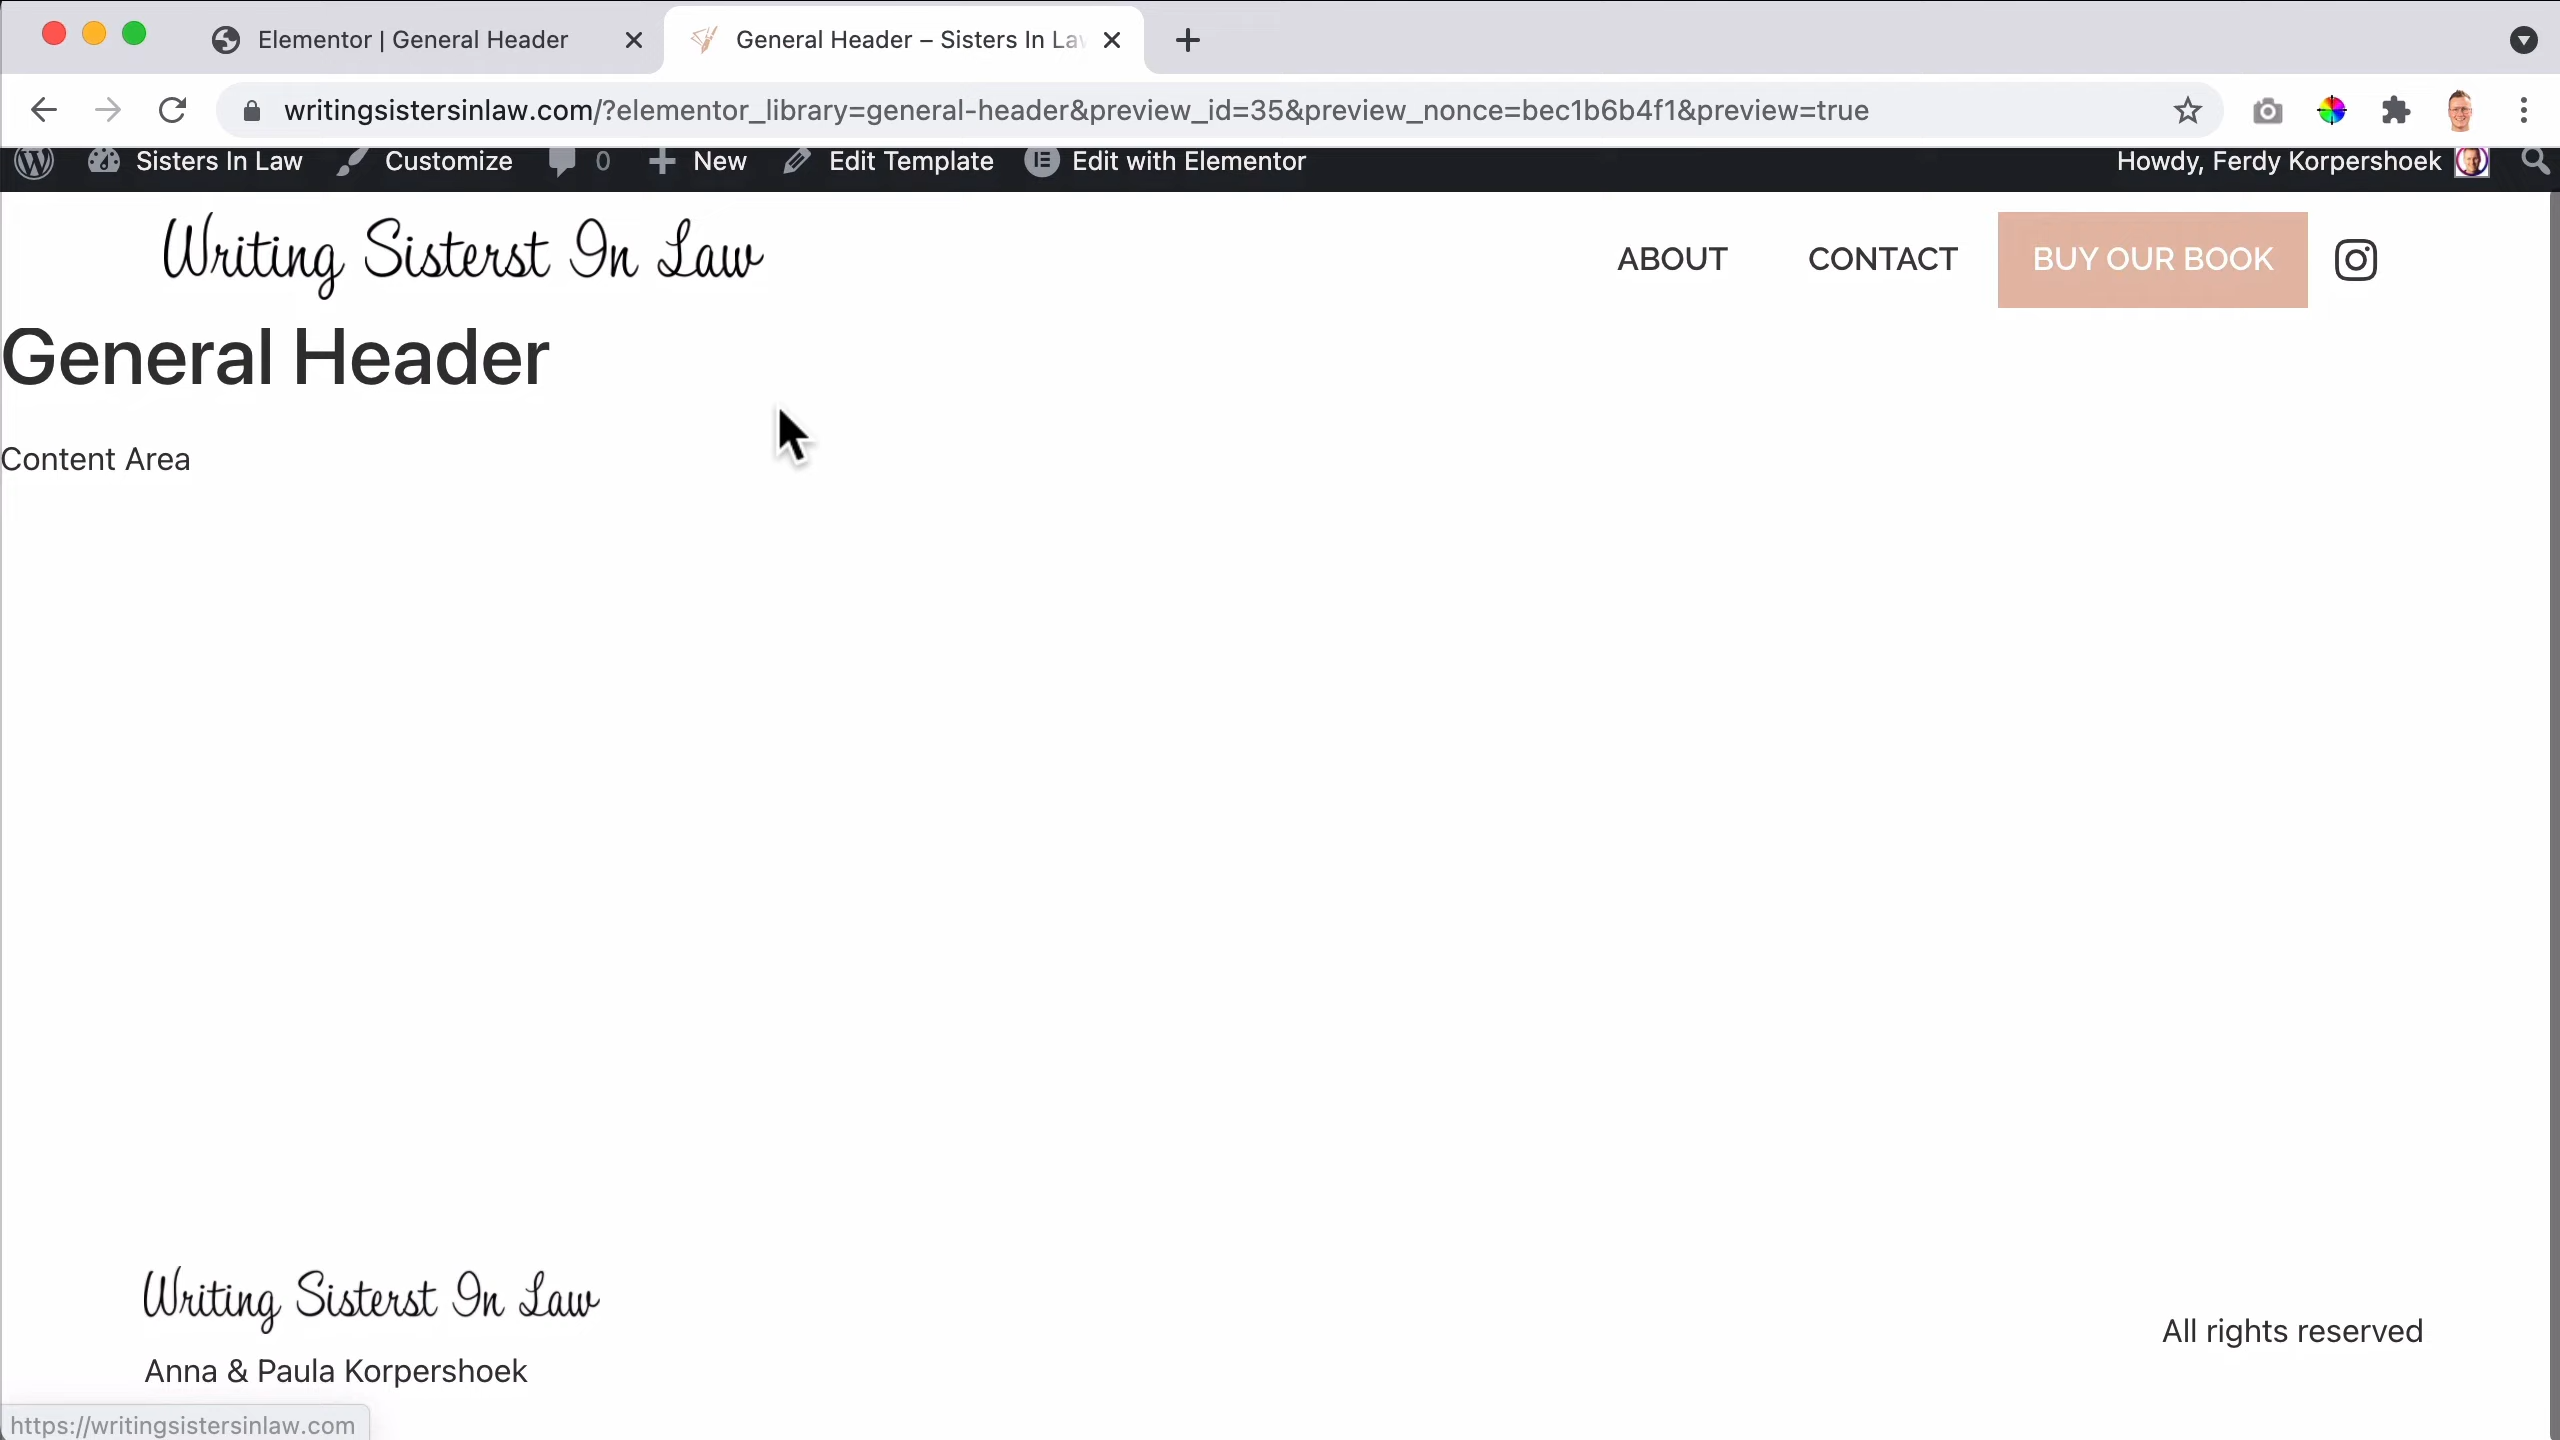 Elementor | General Header
General Header – Sisters In Law
writingsistersinlaw.com/?elementor_library=general-header&preview_id=35&preview_nonce=bec1b6b4f1&preview=true
Sisters In Law Customize 0 New Edit Template Edit with Elementor Howdy, Ferdy Korpershoek
Writing Sisterst In Law ABOUT CONTACT BUY OUR BOOK
General Header
Content Area
Writing Sisterst In Law
All rights reserved
Anna & Paula Korpershoek
https://writingsistersinlaw.com